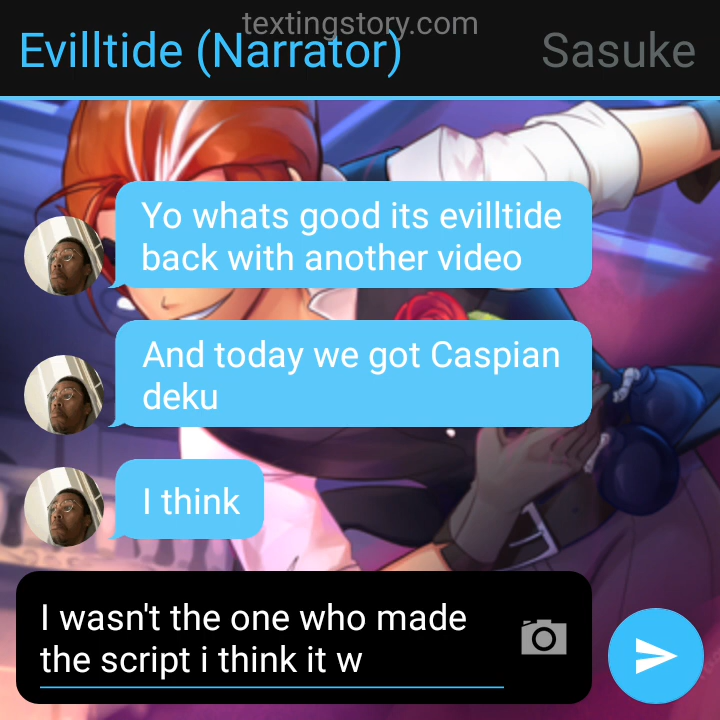 textingstory.com
Evilltide (Narrator)
Sasuke
Yo whats good its evilltide
back with another video
And today we got Caspian
deku
I think
I wasn't the one who made
the script i think it w